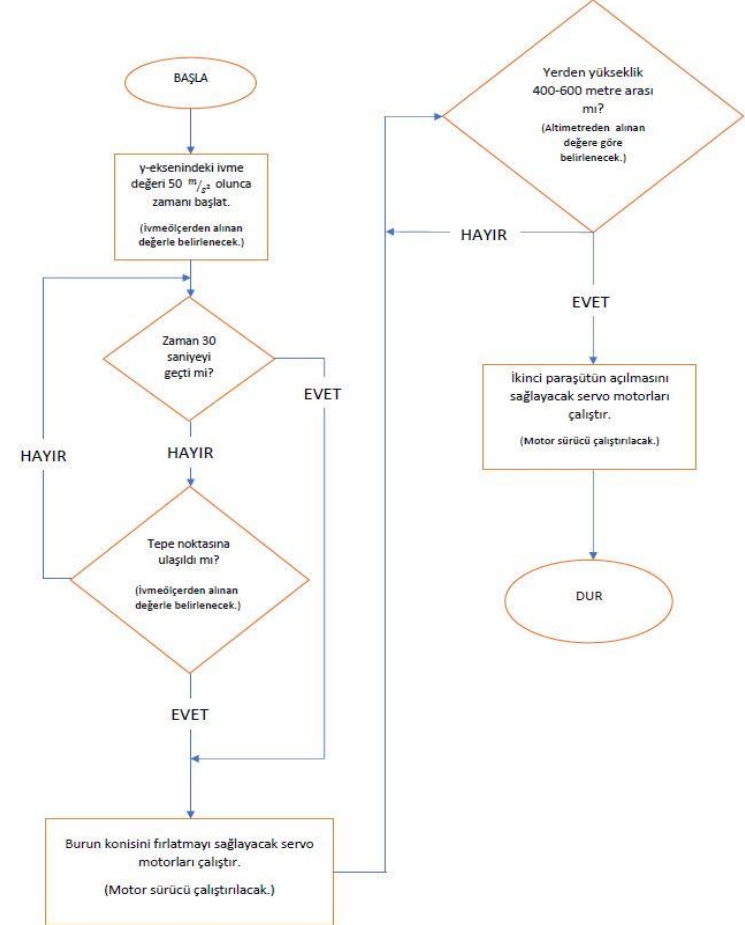 BAŞLA
y-eksenindeki ivme
değeri 50 m/s² olunca
zamanı başlat.
(İvmeölçerden alınan
değerle belirlenecek.)
Zaman 30
saniyeyi
geçti mi?
EVET
HAYIR
HAYIR
Tepe noktasına
ulaşıldı mı?
(İvmeölçerden alınan
değerle belirlenecek.)
EVET
Burun konisini fırlatmayı sağlayacak servo
motorları çalıştır.
(Motor sürücü çalıştırılacak.)
Yerden yükseklik
400-600 metre arası
mı?
(Altimetreden alınan
değere göre
belirlenecek.)
HAYIR
EVET
İkinci paraşütün açılmasını
sağlayacak servo motorları
çalıştır.
(Motor sürücü çalıştırılacak.)
DUR